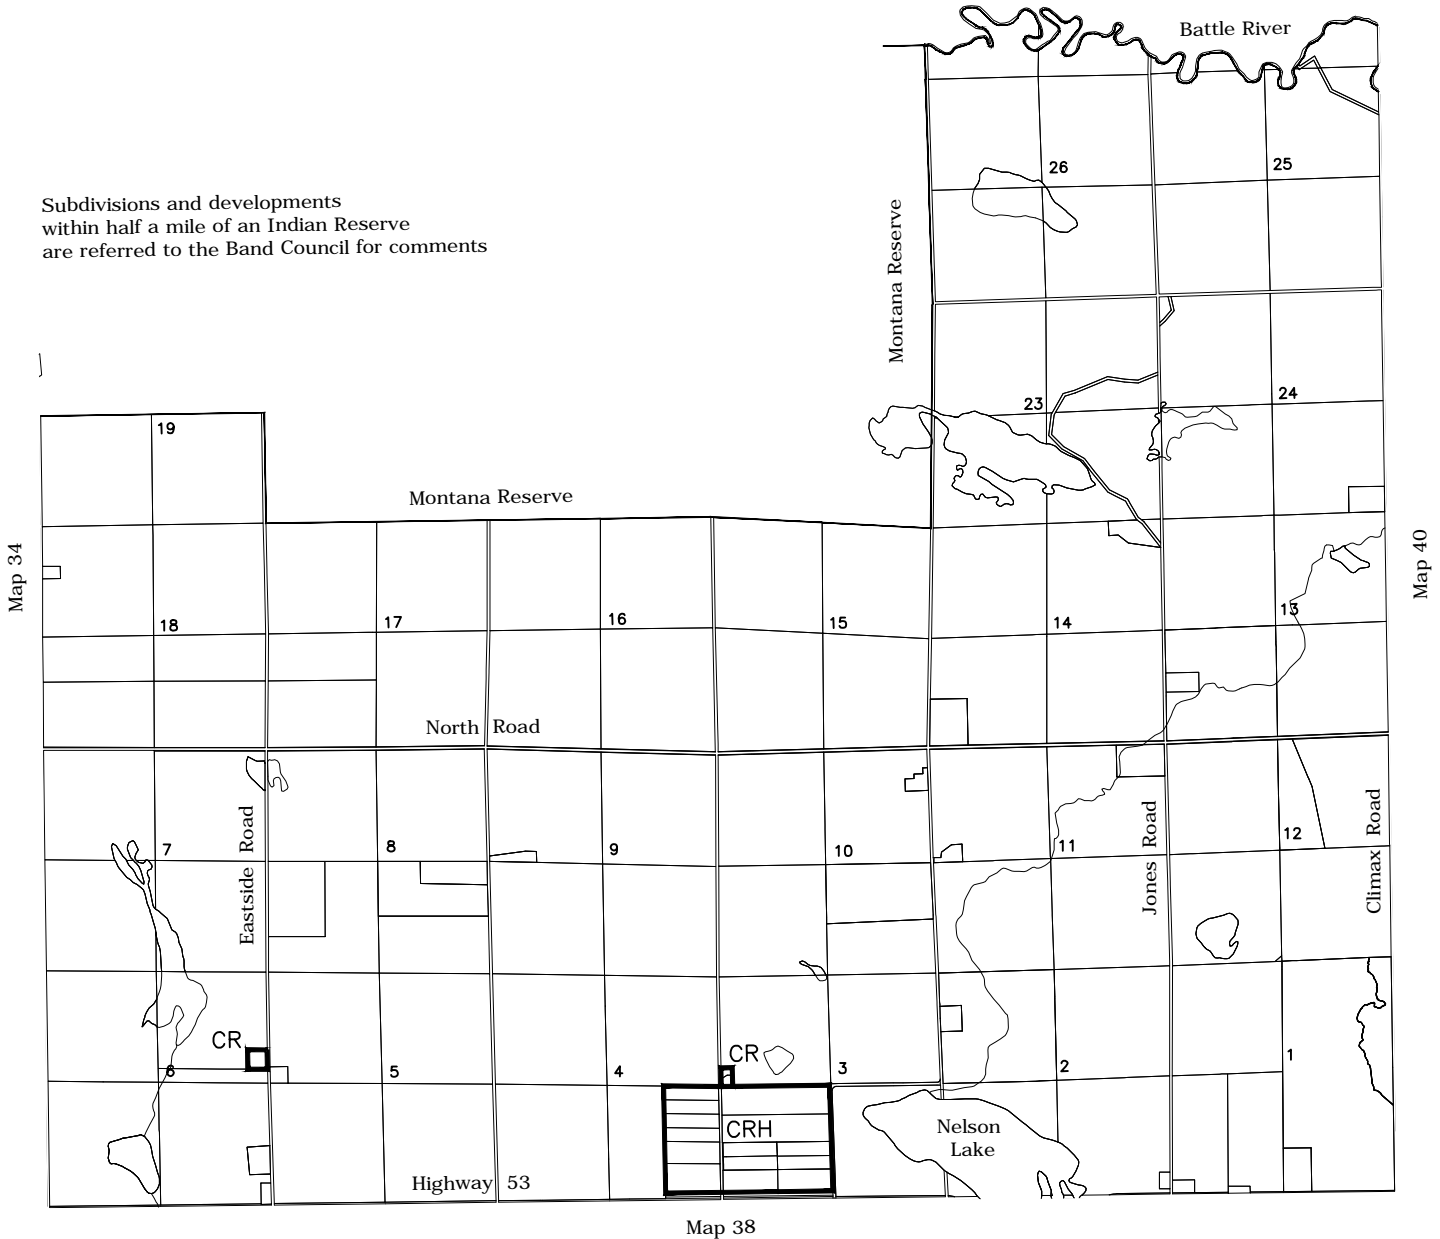 Battle River
26
25
Subdivisions and developments
within half a mile of an Indian Reserve
are referred to the Band Council for comments
Montana Reserve
23
24
19
Montana Reserve
Map 34
Map 40
18
17
16
15
14
13
North Road
Eastside Road
Jones Road
Climax Road
7
8
9
10
11
12
CR
CR
6
5
4
3
2
1
CRH
Nelson
Lake
Highway 53
Map 38